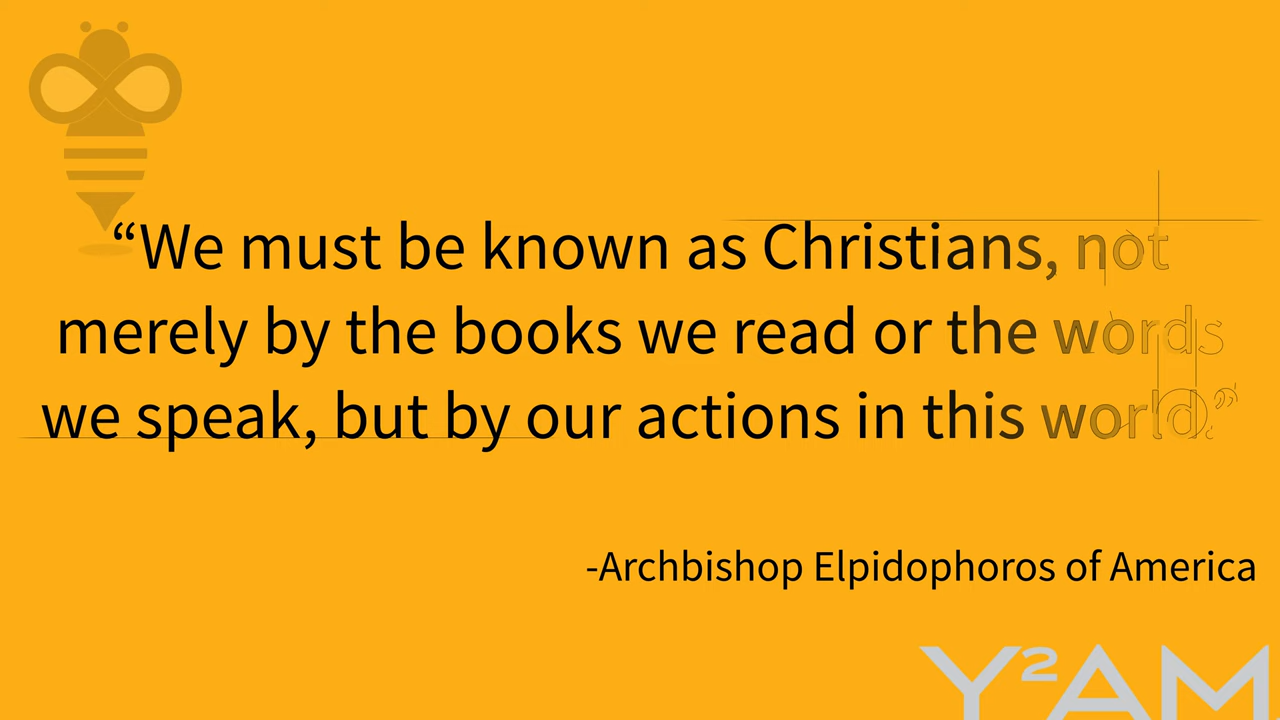 “We must be known as Christians, not
merely by the books we read or the words
we speak, but by our actions in this world.”
-Archbishop Elpidophoros of America
Y²AM